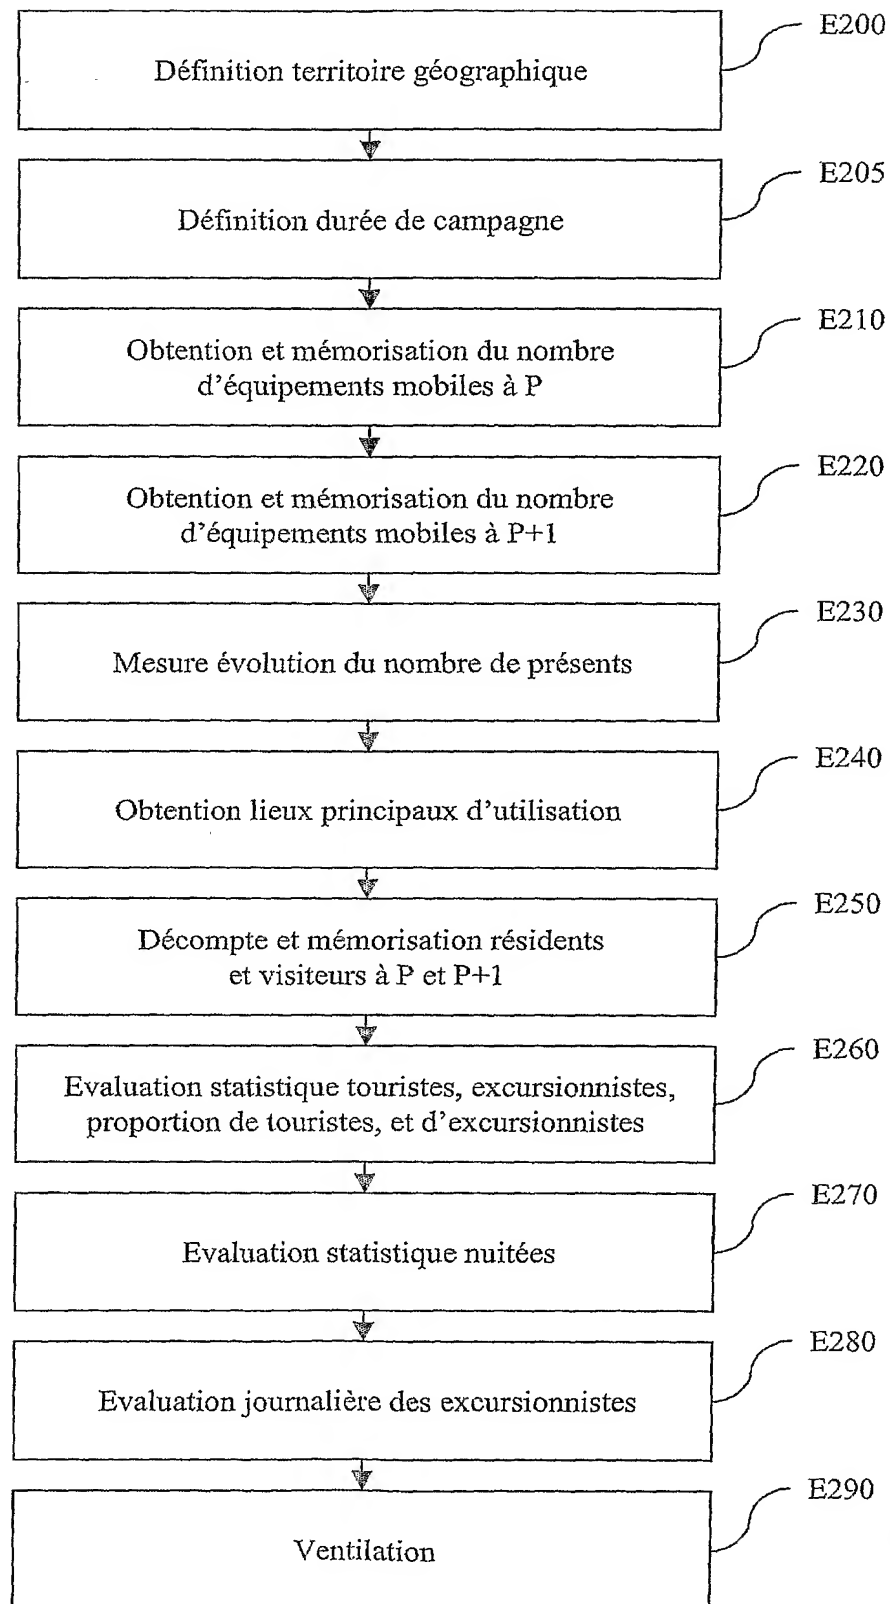 E200
Définition territoire géographique
E205
Définition durée de campagne
E210
Obtention et mémorisation du nombre
d'équipements mobiles à P
E220
Obtention et mémorisation du nombre
d'équipements mobiles à P+1
E230
Mesure évolution du nombre de présents
E240
Obtention lieux principaux d'utilisation
E250
Décompte et mémorisation résidents
et visiteurs à P et P+1
E260
Evaluation statistique touristes, excursionnistes,
proportion de touristes, et d'excursionnistes
E270
Evaluation statistique nuitées
E280
Evaluation journalière des excursionnistes
E290
Ventilation